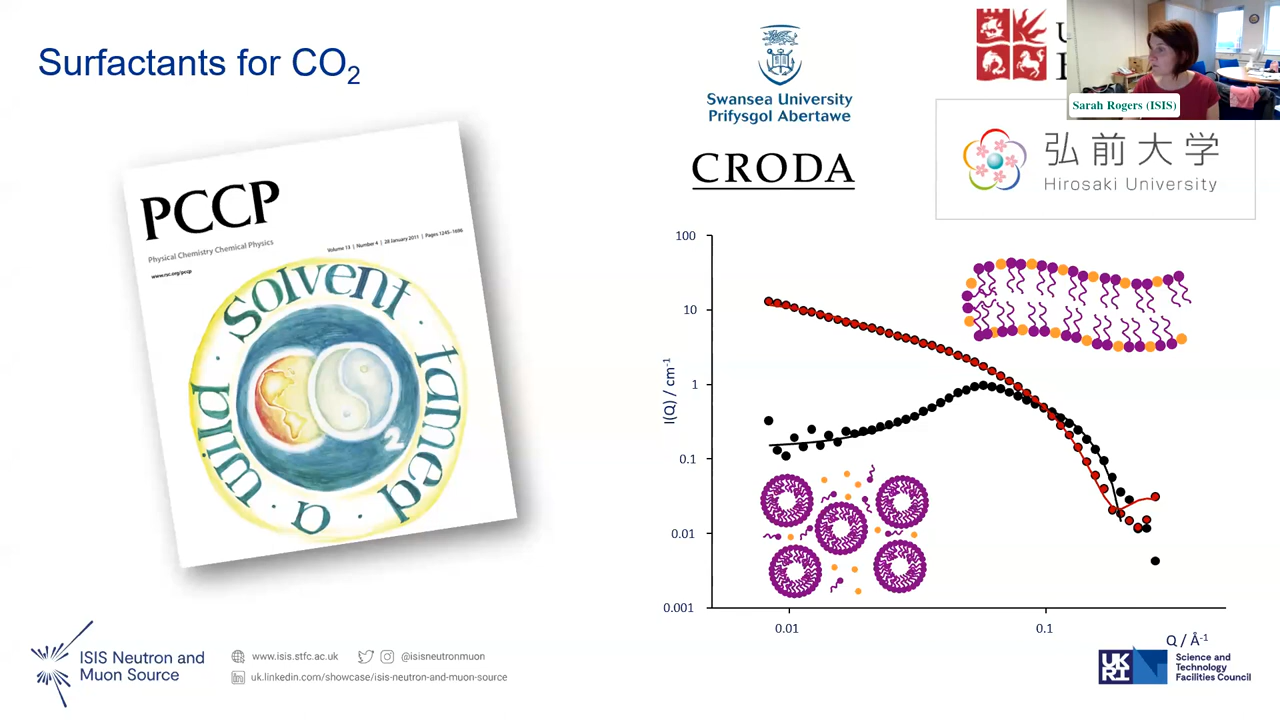 Surfactants for CO2
Swansea University
Prifysgol Abertawe
CRODA
Sarah Rogers (ISIS)
弘前大学
Hirosaki University
PCCP
Physical Chemistry Chemical Physics
www.rsc.org/pccp
Volume 13 | Number 4 | 28 January 2011 | Pages 1245–1696
a wild solvent tamed
2
I(Q) / cm-1
100
10
1
0.1
0.01
0.001
0.01
0.1
Q / Å-1
ISIS Neutron and
Muon Source
www.isis.stfc.ac.uk
@isisneutronmuon
uk.linkedin.com/showcase/isis-neutron-and-muon-source
UKRI
Science and
Technology
Facilities Council